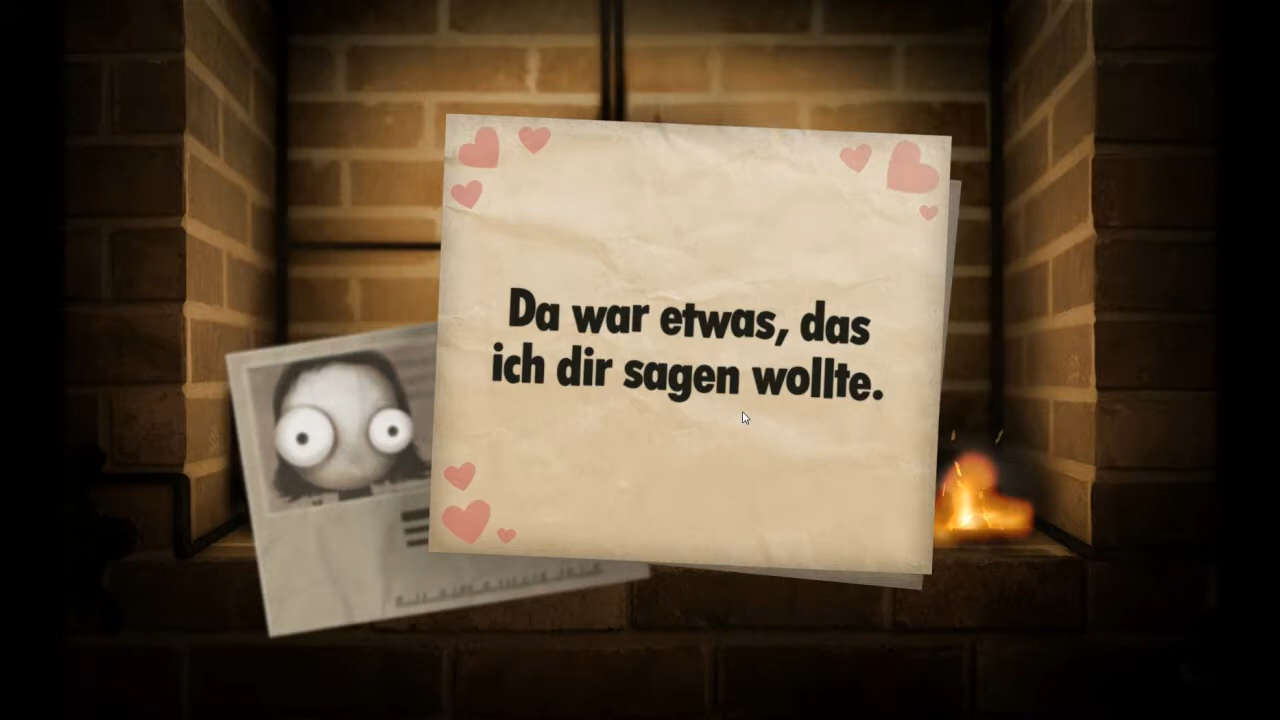 Da war etwas, das
ich dir sagen wollte.